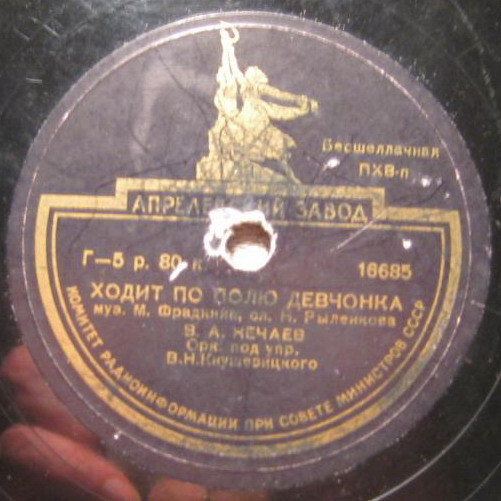 Бесшеллачная
ПХВ-п
АПРЕЛЕВСКИЙ ЗАВОД
Г—5 р. 80 к
16685
ХОДИТ ПО ПОЛЮ ДЕВЧОНКА
муз. М. Фрадкина, сл. Н. Рыленкова
В. А. НЕЧАЕВ
Орк. под упр.
В.Н.Кнушевицкого
КОМИТЕТ РАДИОИНФОРМАЦИИ ПРИ СОВЕТЕ МИНИСТРОВ СССР